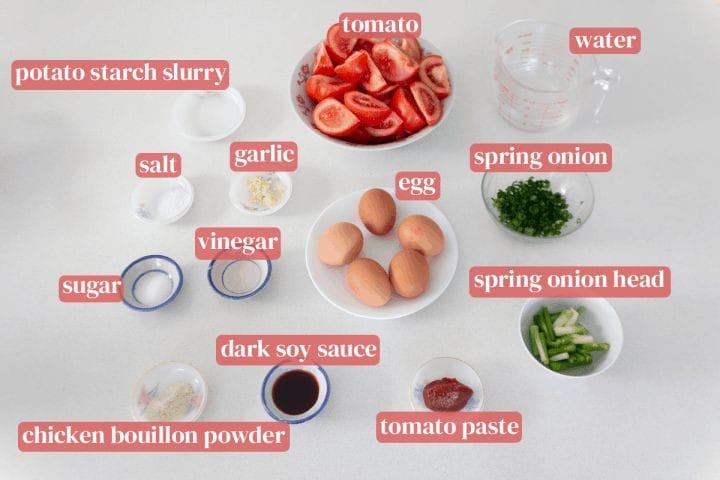 tomato
water
potato starch slurry
garlic
salt
spring onion
egg
vinegar
sugar
spring onion head
dark soy sauce
tomato paste
chicken bouillon powder